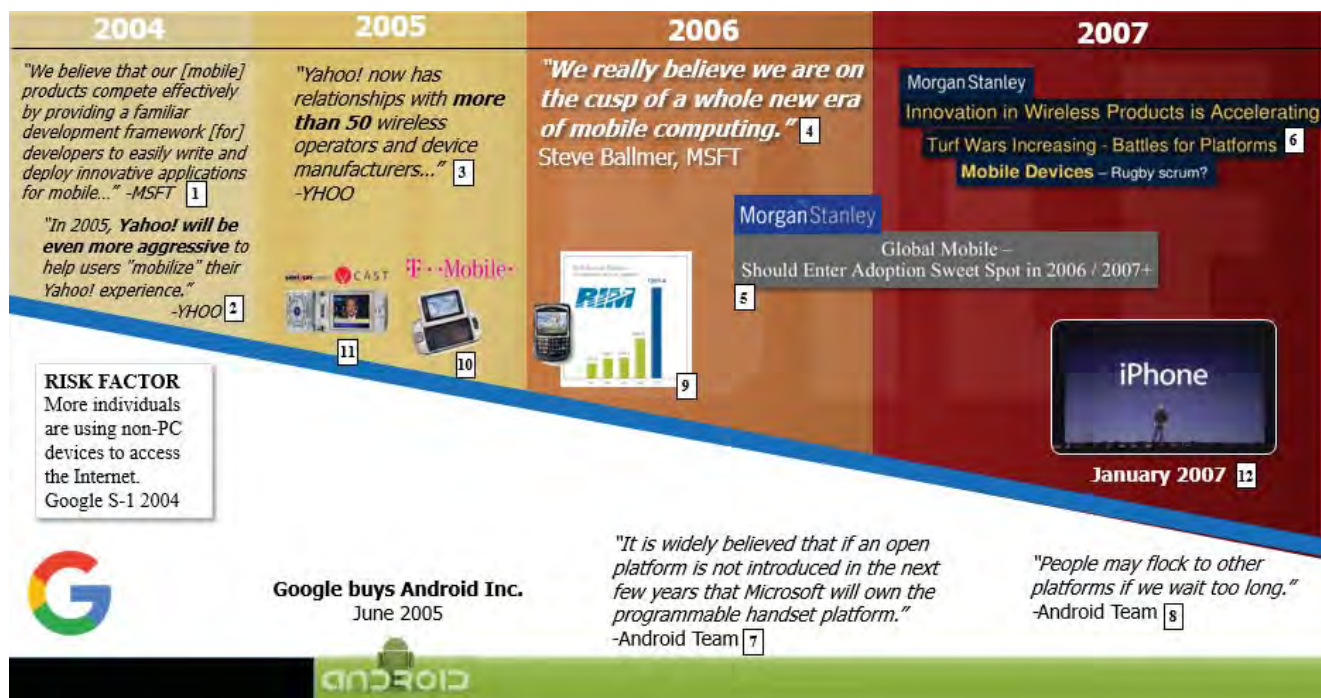 2004
2005
2006
2007
"We believe that our [mobile]
products compete effectively
by providing a familiar
development framework [for]
developers to easily write and
deploy innovative applications
for mobile..." -MSFT 1
"In 2005, Yahoo! will be
even more aggressive to
help users "mobilize" their
Yahoo! experience."
-YHOO 2
"Yahoo! now has
relationships with more
than 50 wireless
operators and device
manufacturers..." 3
-YHOO
CAST
11
T-Mobile
10
"We really believe we are on
the cusp of a whole new era
of mobile computing." 4
Steve Ballmer, MSFT
Morgan Stanley
Global Mobile –
Should Enter Adoption Sweet Spot in 2006 / 2007+
5
RIM
9
Morgan Stanley
Innovation in Wireless Products is Accelerating
Turf Wars Increasing - Battles for Platforms 6
Mobile Devices – Rugby scrum?
iPhone
January 2007 12
RISK FACTOR
More individuals
are using non-PC
devices to access
the Internet.
Google S-1 2004
G
Google buys Android Inc.
June 2005
"It is widely believed that if an open
platform is not introduced in the next
few years that Microsoft will own the
programmable handset platform."
-Android Team 7
"People may flock to other
platforms if we wait too long."
-Android Team 8
ANDROID